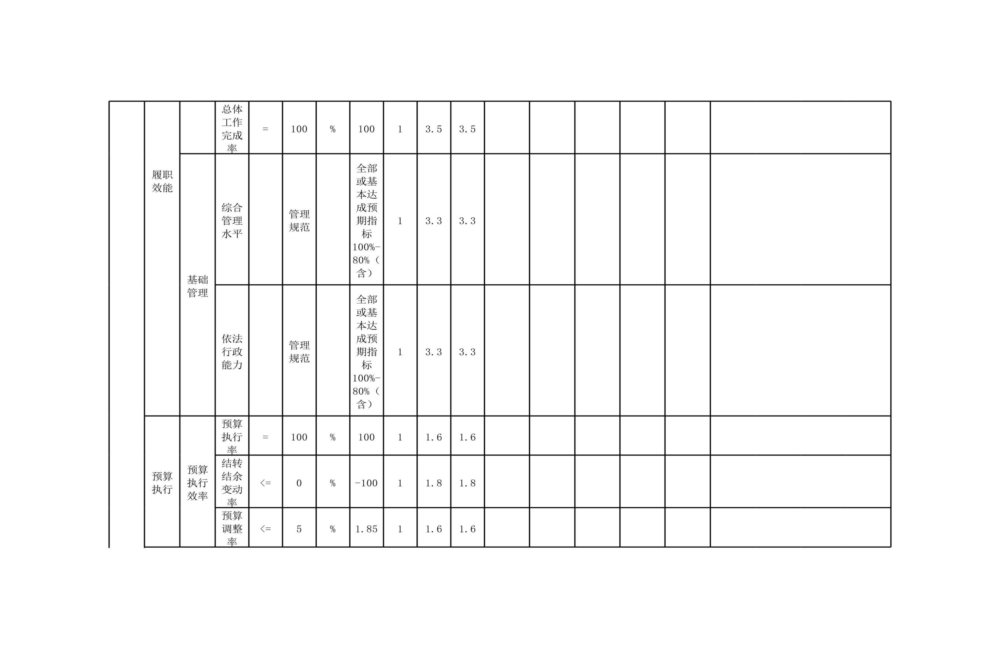 履职
效能
总体
工作
完成
率
=
100
%
100
1
3.5
3.5
基础
管理
综合
管理
水平
管理
规范
全部
或基
本达
成预
期指
标
100%-
80%（
含）
1
3.3
3.3
依法
行政
能力
管理
规范
全部
或基
本达
成预
期指
标
100%-
80%（
含）
1
3.3
3.3
预算
执行
预算
执行
效率
预算
执行
率
=
100
%
100
1
1.6
1.6
结转
结余
变动
率
<=
0
%
-100
1
1.8
1.8
预算
调整
率
<=
5
%
1.85
1
1.6
1.6